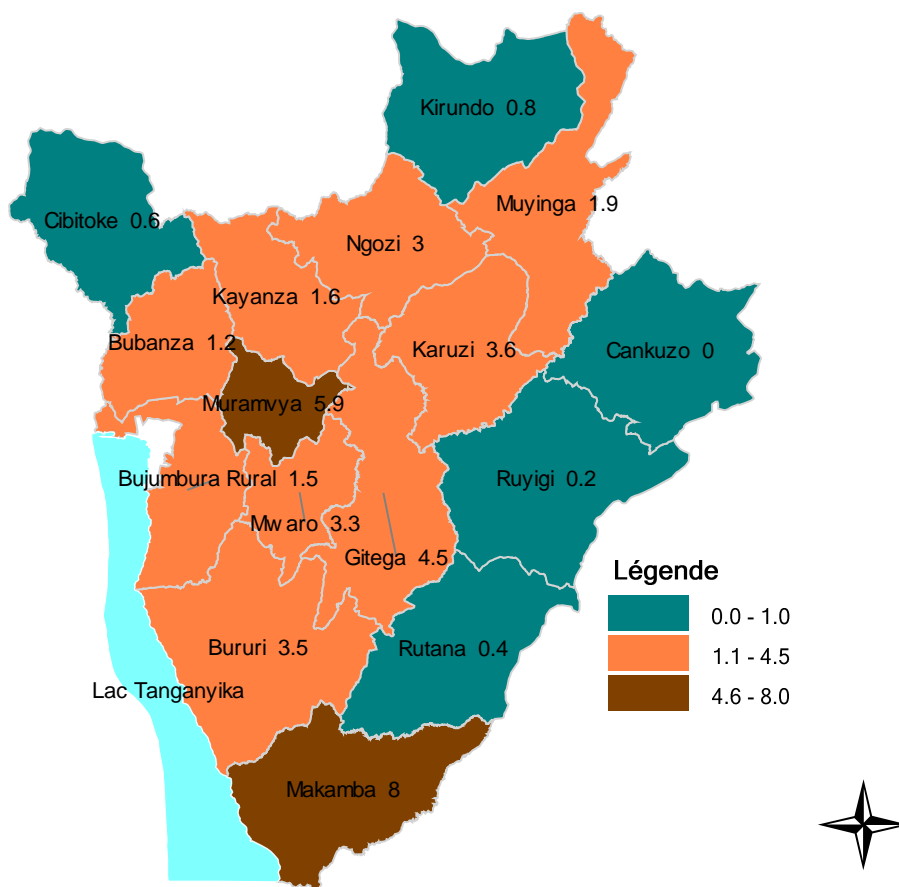 Kirundo 0.8
Muyinga 1.9
Cibitoke 0.6
Ngozi 3
Kayanza 1.6
Bubanza 1.2
Karuzi 3.6
Cankuzo 0
Muramvya 5.9
Bujumbura Rural 1.5
Ruyigi 0.2
Mwaro 3.3
Gitega 4.5
Légende
0.0 - 1.0
1.1 - 4.5
4.6 - 8.0
Bururi 3.5
Rutana 0.4
Lac Tanganyika
Makamba 8